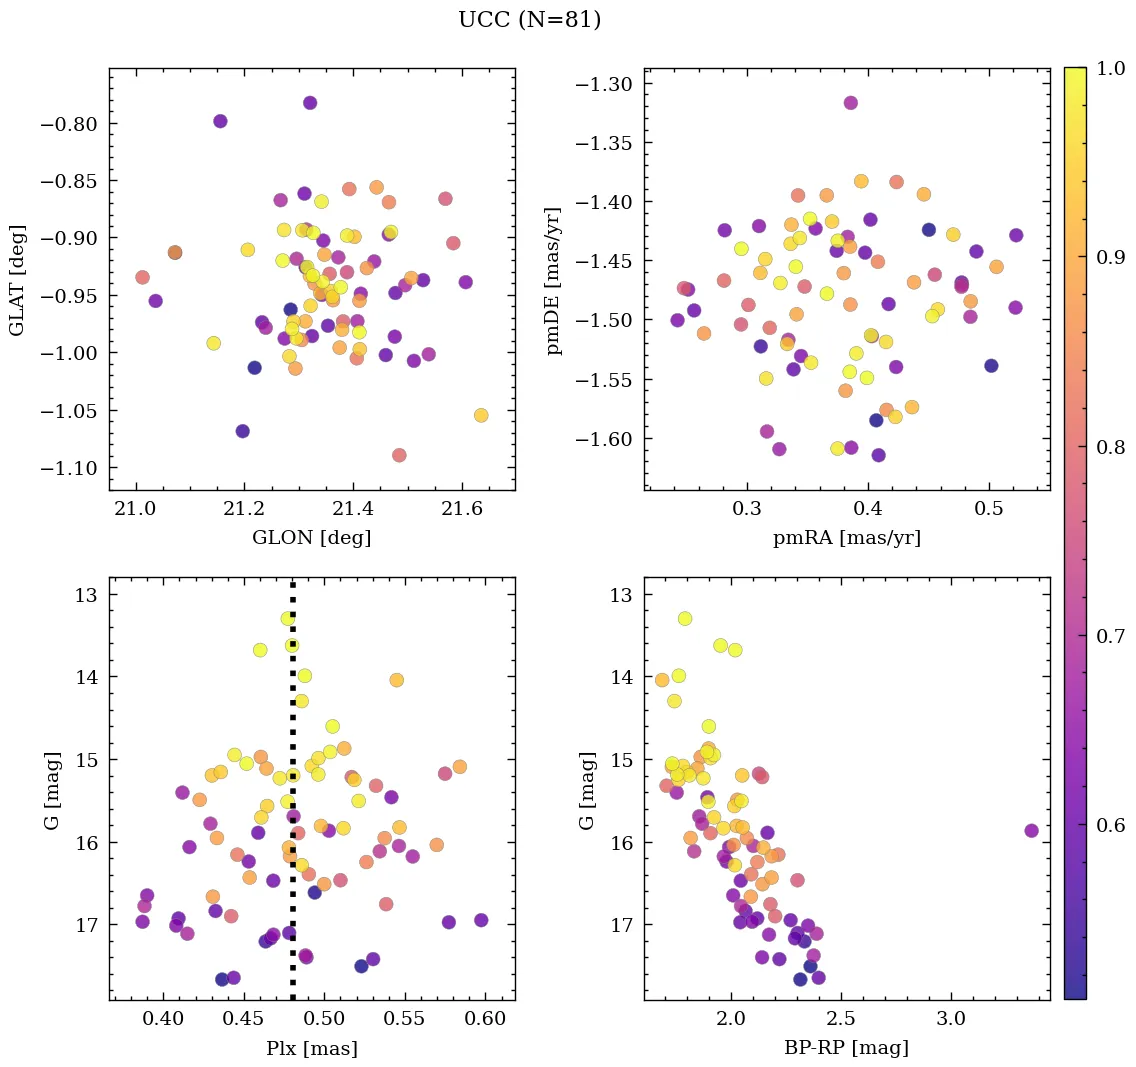 UCC (N=81)
−0.80
−0.85
−0.90
−0.95
−1.00
−1.05
−1.10
GLAT [deg]
21.0 21.2 21.4 21.6
GLON [deg]
−1.30
−1.35
−1.40
−1.45
−1.50
−1.55
−1.60
pmDE [mas/yr]
0.3 0.4 0.5
pmRA [mas/yr]
1.0
0.9
0.8
0.7
0.6
13
14
15
16
17
G [mag]
0.40 0.45 0.50 0.55 0.60
Plx [mas]
13
14
15
16
17
G [mag]
2.0 2.5 3.0
BP-RP [mag]